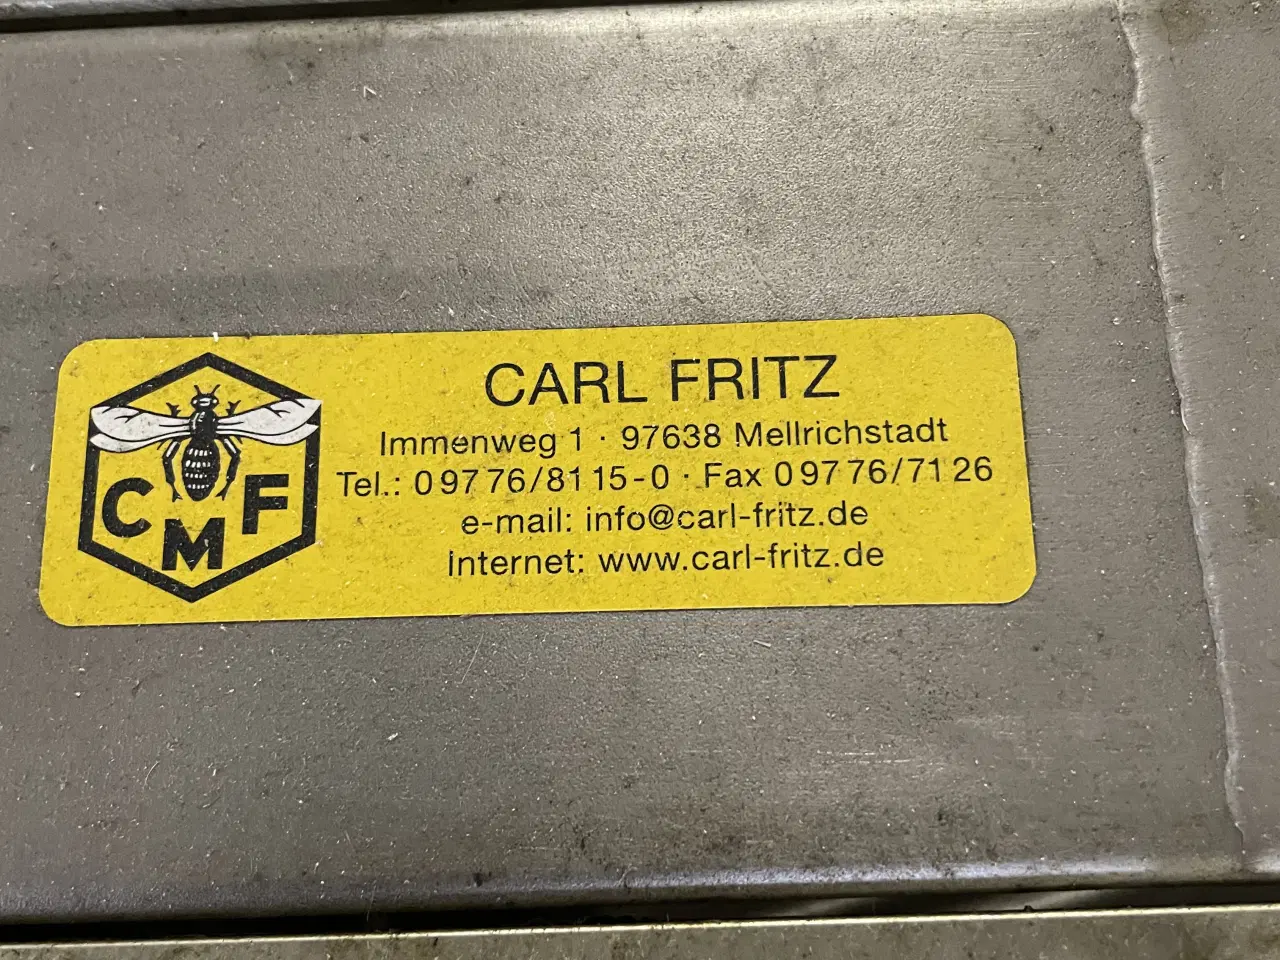 CMF
CARL FRITZ
Immenweg 1 · 97638 Mellrichstadt
Tel.: 0 97 76/81 15-0 · Fax 0 97 76/71 26
e-mail: info@carl-fritz.de
Internet: www.carl-fritz.de